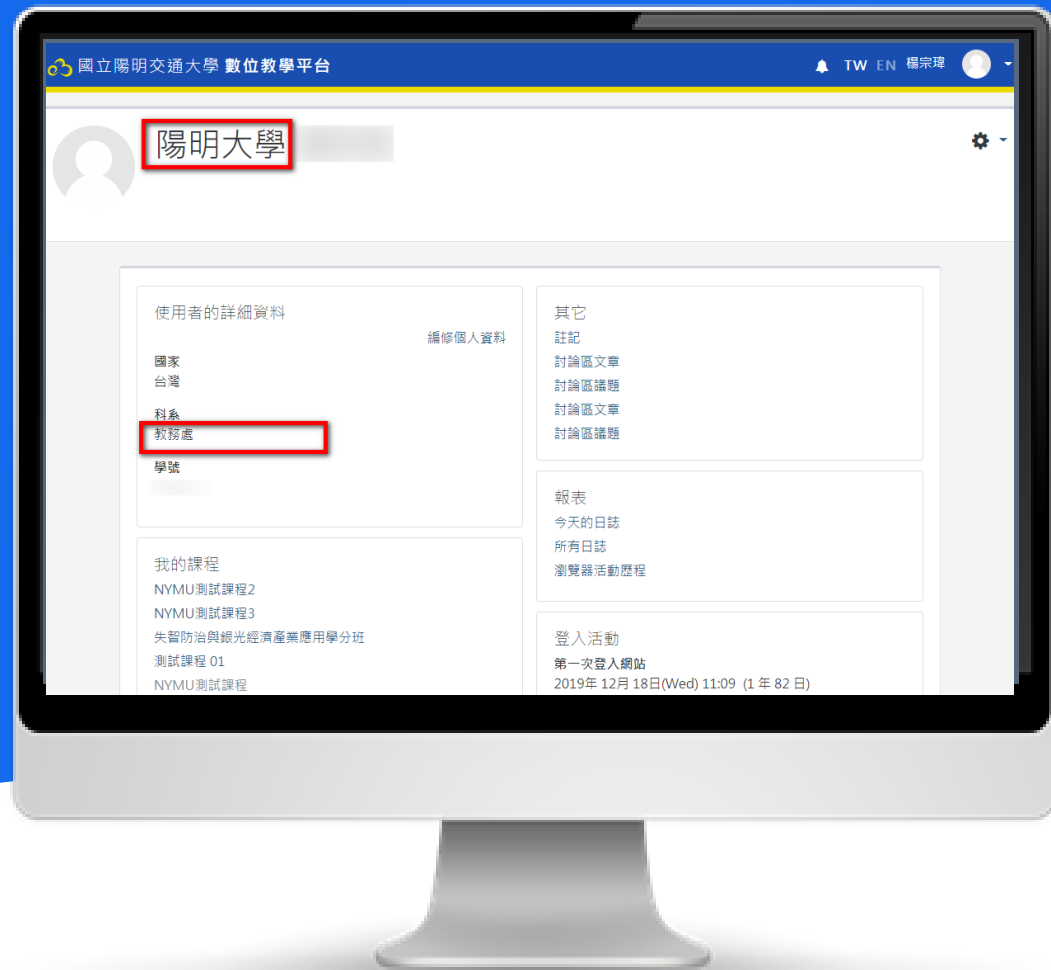 國立陽明交通大學 數位教學平台
TW EN 楊宗瑋
陽明大學
使用者的詳細資料
編修個人資料
國家
台灣
科系
教務處
學號
我的課程
NYMU測試課程2
NYMU測試課程3
失智防治與銀光經濟產業應用學分班
測試課程 01
NYMU測試課程
其它
註記
討論區文章
討論區議題
討論區文章
討論區議題
報表
今天的日誌
所有日誌
瀏覽器活動歷程
登入活動
第一次登入網站
2019年 12月 18日(Wed) 11:09 (1 年 82 日)